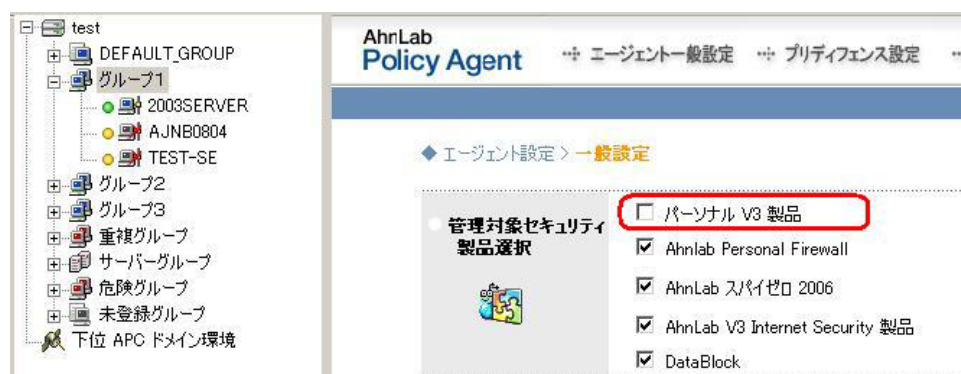 test
DEFAULT_GROUP
グループ1
2003SERVER
AJNB0804
TEST-SE
グループ2
グループ3
重複グループ
サーバーグループ
危険グループ
未登録グループ
下位 APC ドメイン環境
AhnLab
Policy Agent
エージェント一般設定
プリディフェンス設定
エージェント設定 > 一般設定
管理対象セキュリティ
製品選択
パーソナル V3 製品
Ahnlab Personal Firewall
AhnLab スパイゼロ 2006
AhnLab V3 Internet Security 製品
DataBlock